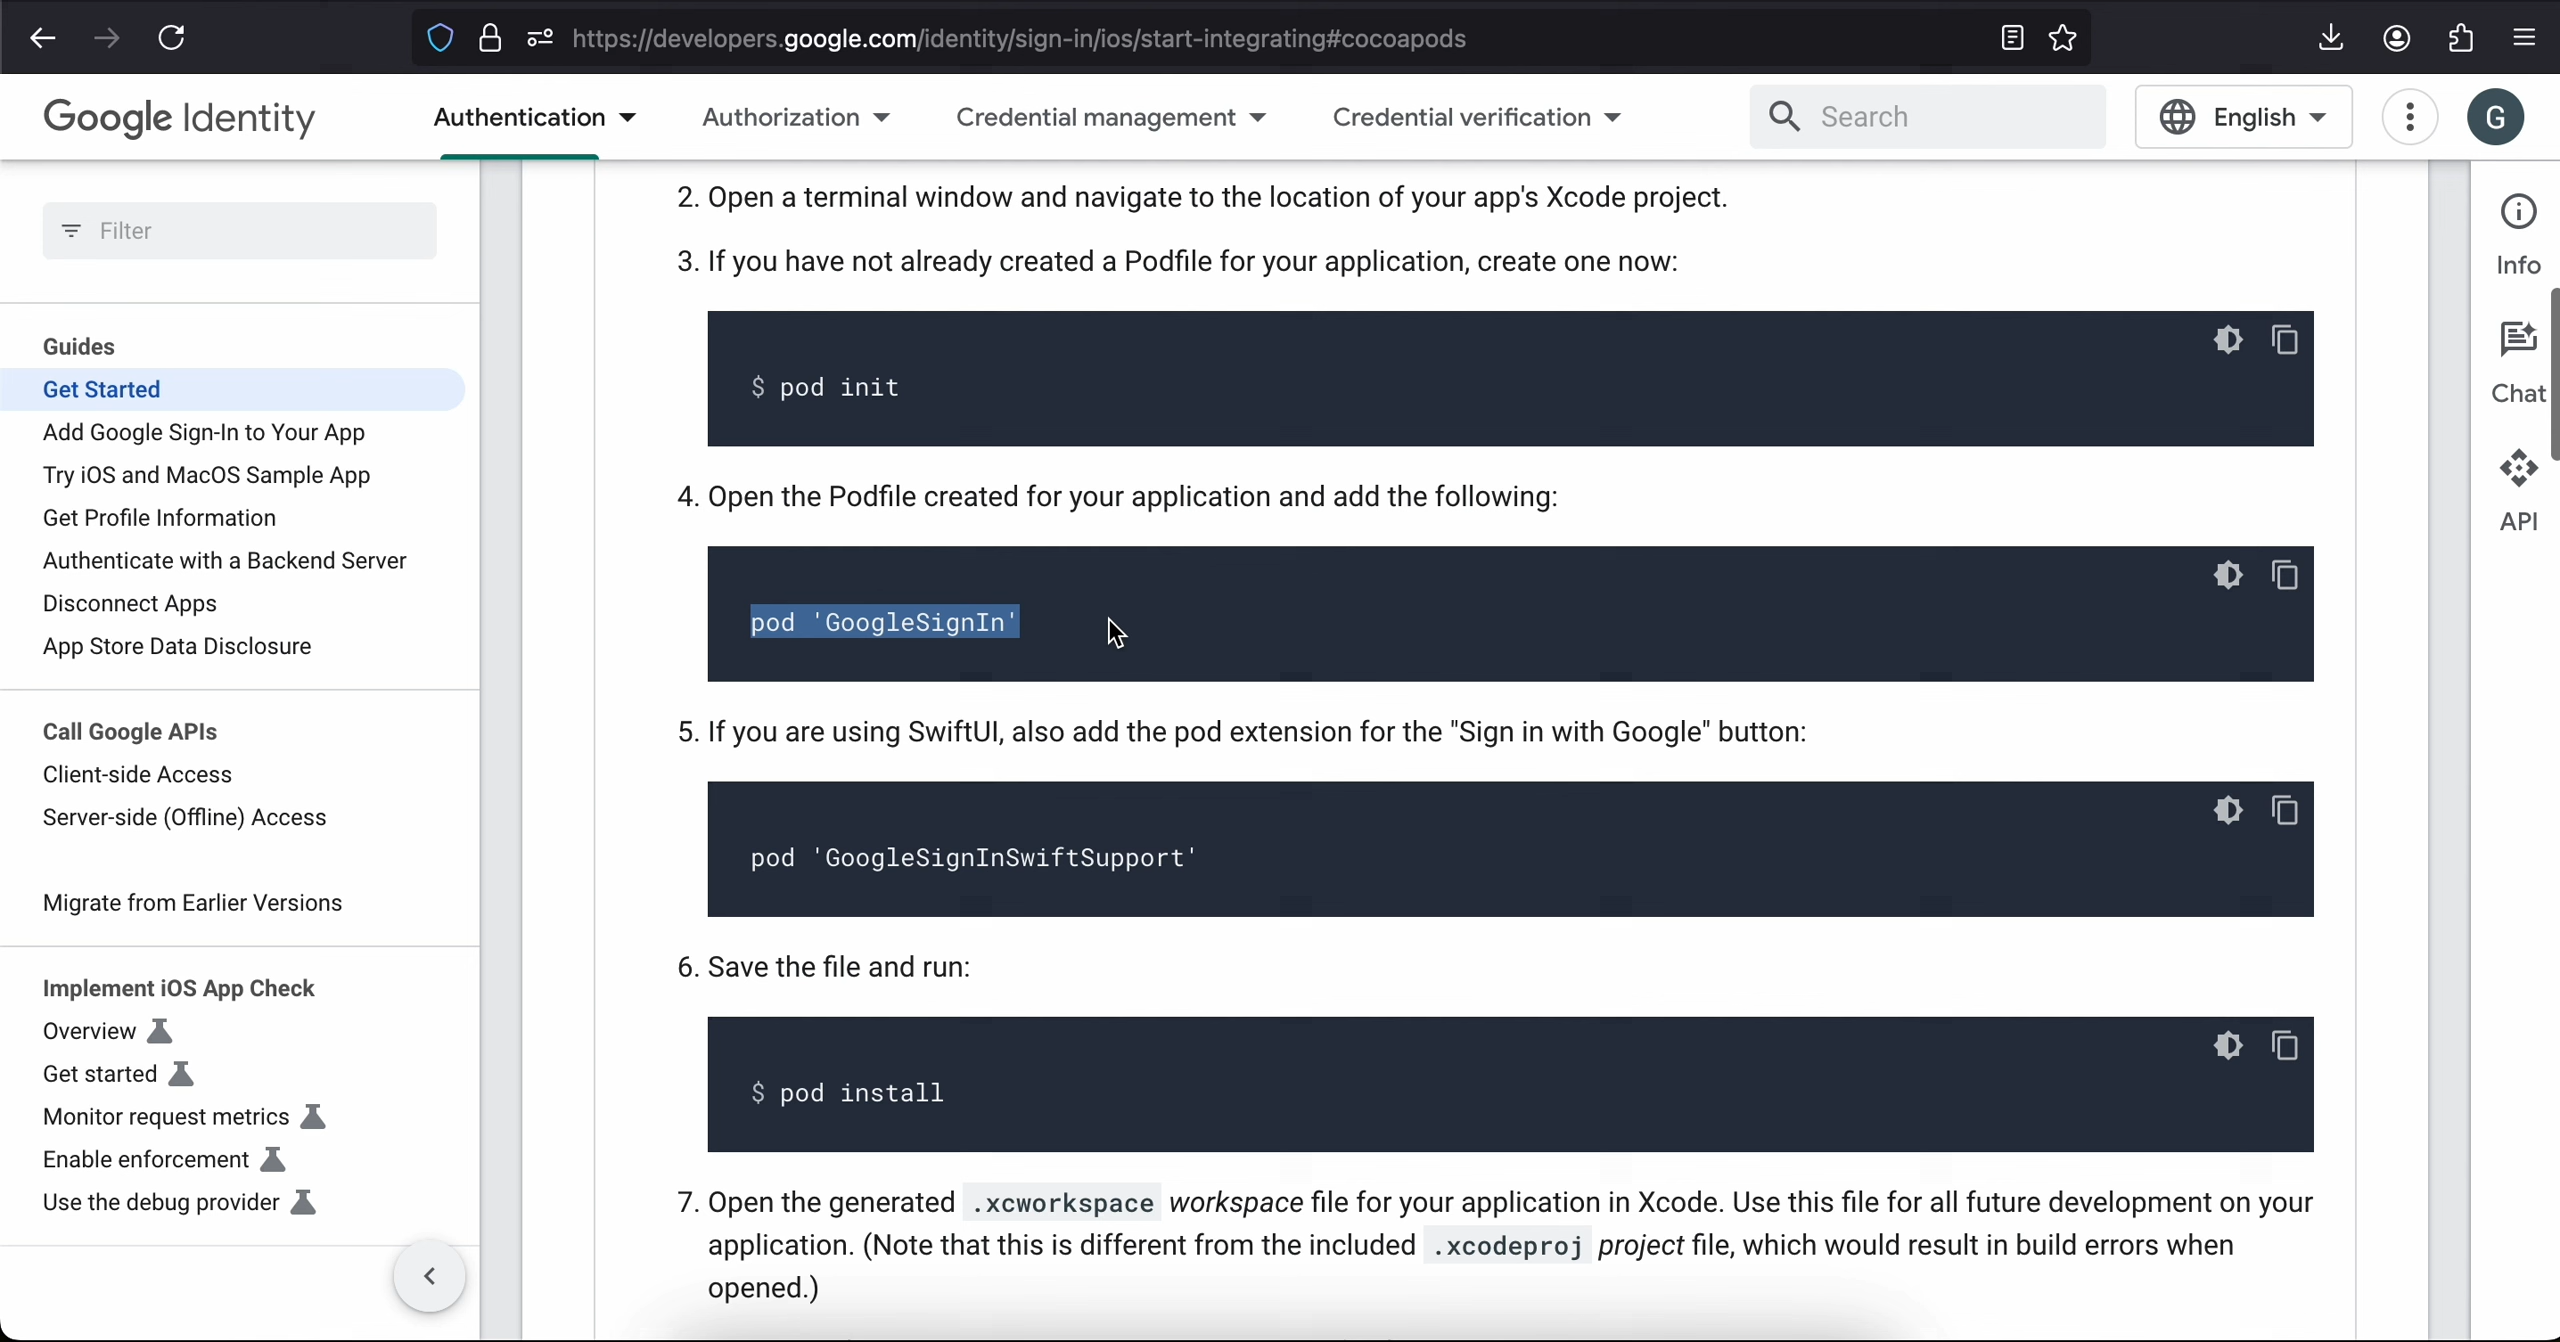 https://developers.google.com/identity/sign-in/ios/start-integrating#cocoapods
Google Identity
Authentication
Authorization
Credential management
Credential verification
Search
English
G
Filter
Guides
Get Started
Add Google Sign-In to Your App
Try iOS and MacOS Sample App
Get Profile Information
Authenticate with a Backend Server
Disconnect Apps
App Store Data Disclosure
Call Google APIs
Client-side Access
Server-side (Offline) Access
Migrate from Earlier Versions
Implement iOS App Check
Overview
Get started
Monitor request metrics
Enable enforcement
Use the debug provider
2. Open a terminal window and navigate to the location of your app's Xcode project.
3. If you have not already created a Podfile for your application, create one now:
$ pod init
4. Open the Podfile created for your application and add the following:
pod 'GoogleSignIn'
5. If you are using SwiftUI, also add the pod extension for the "Sign in with Google" button:
pod 'GoogleSignInSwiftSupport'
6. Save the file and run:
$ pod install
7. Open the generated .xcworkspace workspace file for your application in Xcode. Use this file for all future development on your
application. (Note that this is different from the included .xcodeproj project file, which would result in build errors when
opened.)
Info
Chat
API